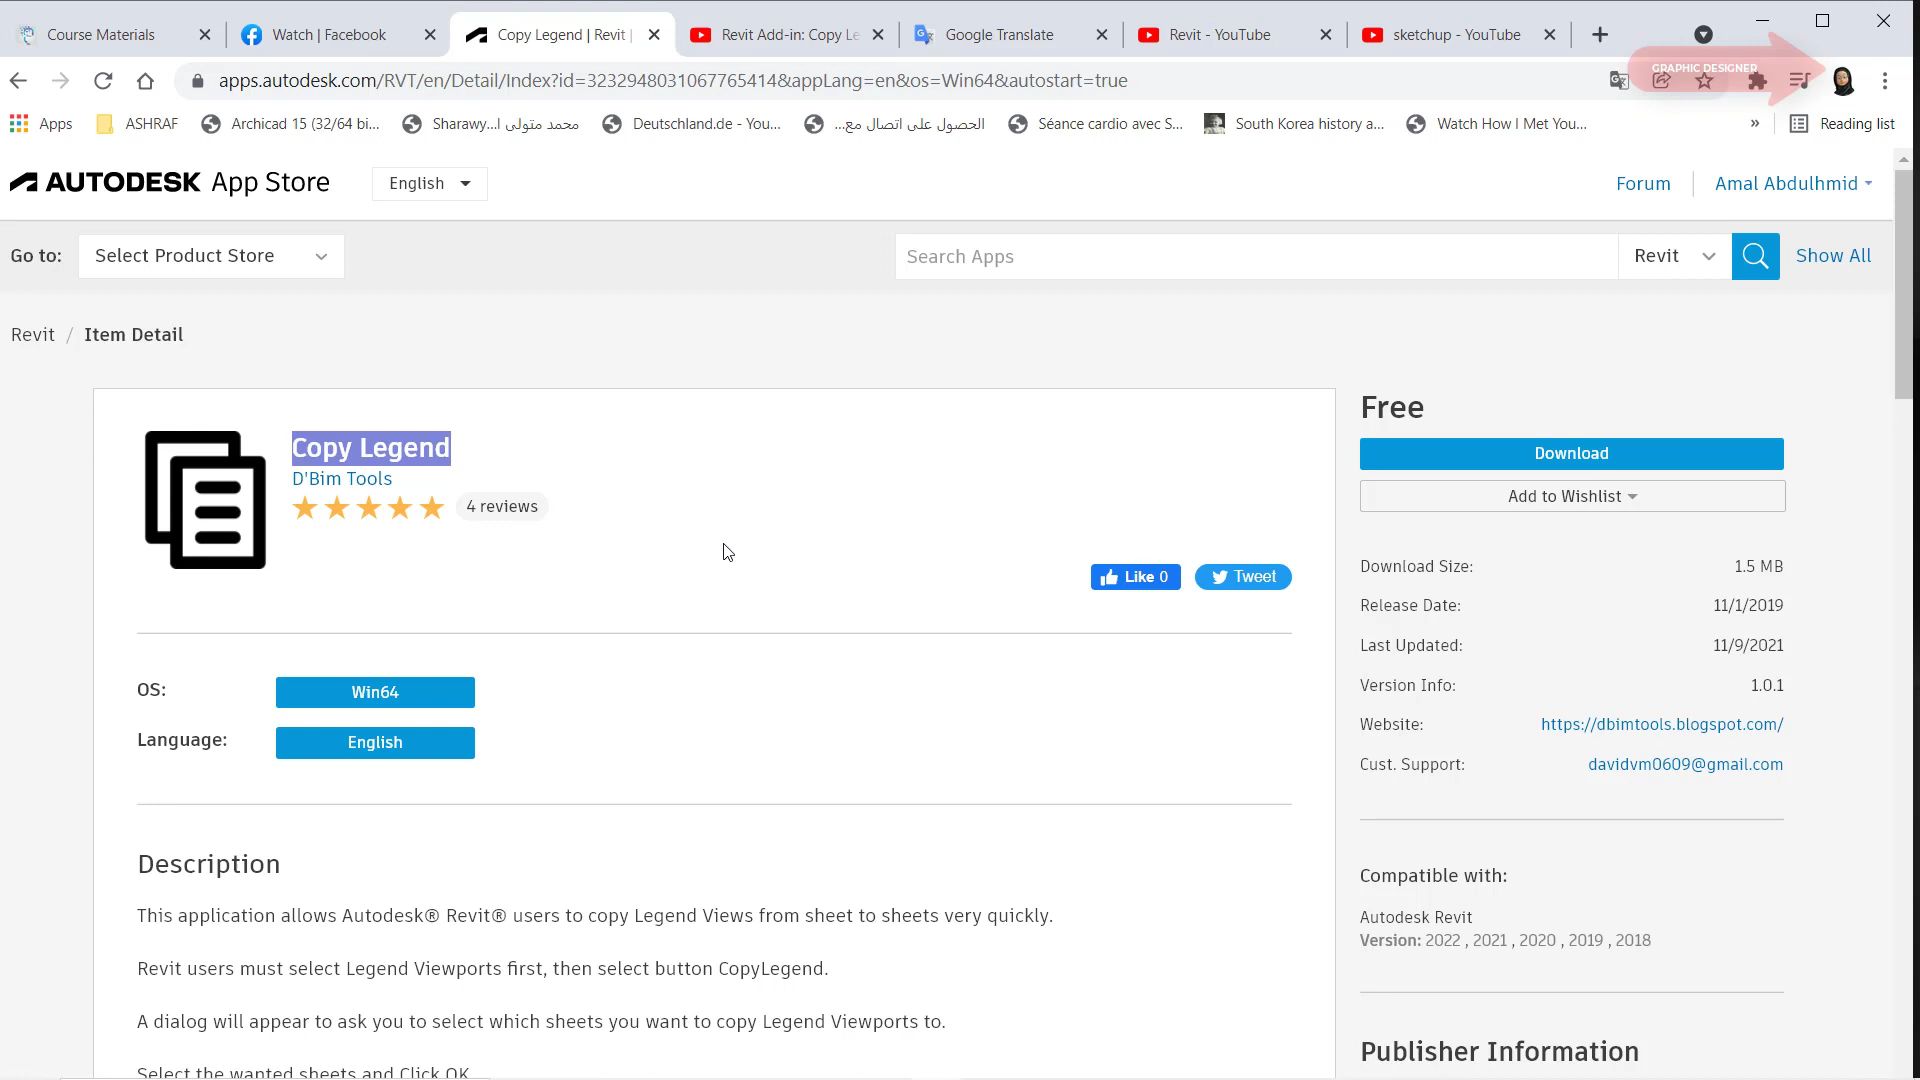 Course Materials
Watch | Facebook
Copy Legend | Revit |
Revit Add-in: Copy Le
Google Translate
Revit - YouTube
sketchup - YouTube
apps.autodesk.com/RVT/en/Detail/Index?id=3232948031067765414&appLang=en&os=Win64&autostart=true
GRAPHIC DESIGNER
Apps
ASHRAF
Archicad 15 (32/64 bi...
Sharawy...محمد متولى ا
Deutschland.de - You...
الحصول على اتصال مع...
Séance cardio avec S...
South Korea history a...
Watch How I Met You...
»
Reading list
AUTODESK App Store
English
Forum
Amal Abdulhmid
Go to:
Select Product Store
Search Apps
Revit
Show All
Revit / Item Detail
Copy Legend
D'Bim Tools
4 reviews
Like 0
Tweet
OS:
Win64
Language:
English
Description
This application allows Autodesk® Revit® users to copy Legend Views from sheet to sheets very quickly.
Revit users must select Legend Viewports first, then select button CopyLegend.
A dialog will appear to ask you to select which sheets you want to copy Legend Viewports to.
Select the wanted sheets and Click OK
Free
Download
Add to Wishlist
Download Size: 1.5 MB
Release Date: 11/1/2019
Last Updated: 11/9/2021
Version Info: 1.0.1
Website: https://dbimtools.blogspot.com/
Cust. Support: davidvm0609@gmail.com
Compatible with:
Autodesk Revit
Version: 2022 , 2021 , 2020 , 2019 , 2018
Publisher Information